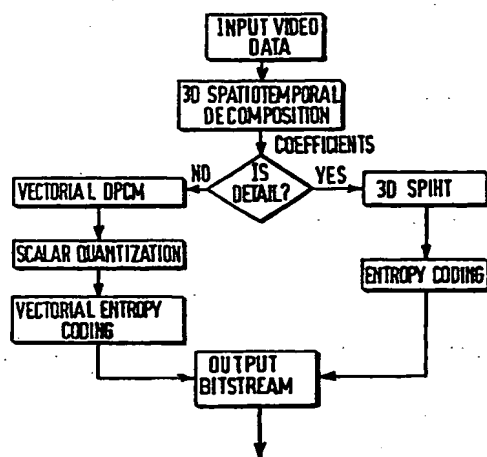 INPUT VIDEO
DATA
3D SPATIOTEMPORAL
DECOMPOSITION
COEFFICIENTS
NO
IS
DETAIL?
YES
VECTORIAL DPCM
3D SPIHT
SCALAR QUANTIZATION
ENTROPY CODING
VECTORIAL ENTROPY
CODING
OUTPUT
BITSTREAM